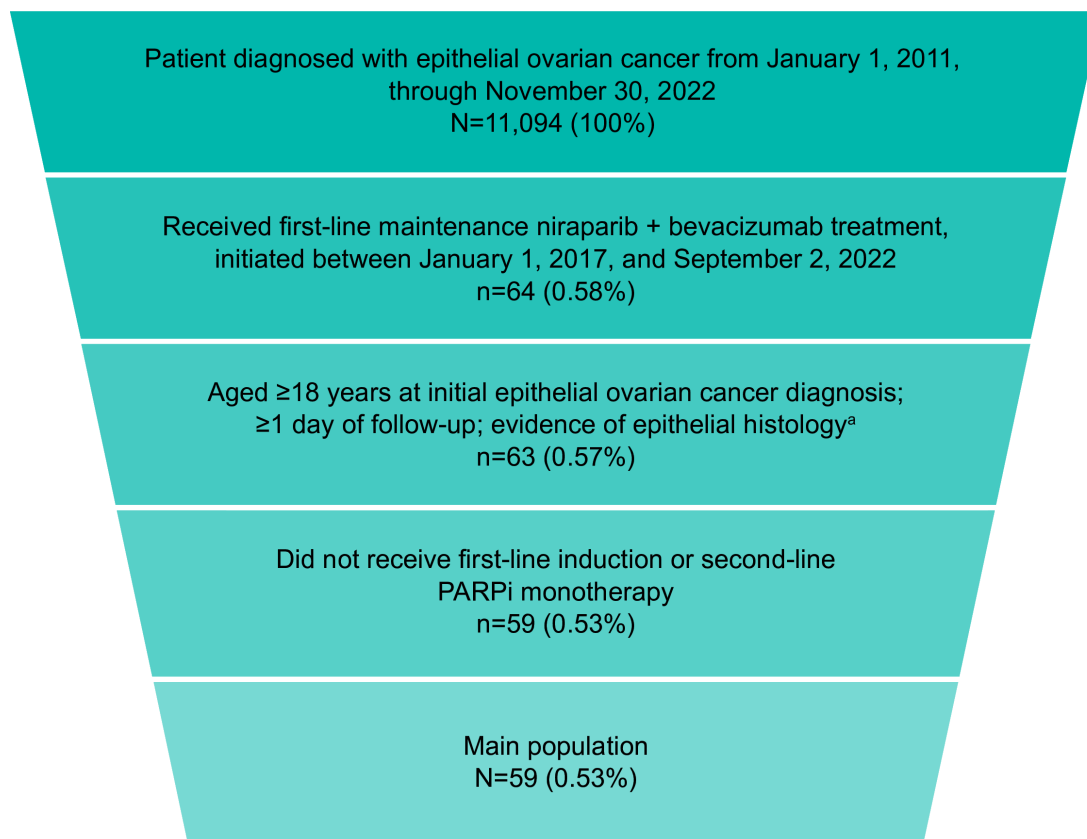 Patient diagnosed with epithelial ovarian cancer from January 1, 2011,
through November 30, 2022
N=11,094 (100%)
Received first-line maintenance niraparib + bevacizumab treatment,
initiated between January 1, 2017, and September 2, 2022
n=64 (0.58%)
Aged ≥18 years at initial epithelial ovarian cancer diagnosis;
≥1 day of follow-up; evidence of epithelial histologyᵃ
n=63 (0.57%)
Did not receive first-line induction or second-line
PARPi monotherapy
n=59 (0.53%)
Main population
N=59 (0.53%)